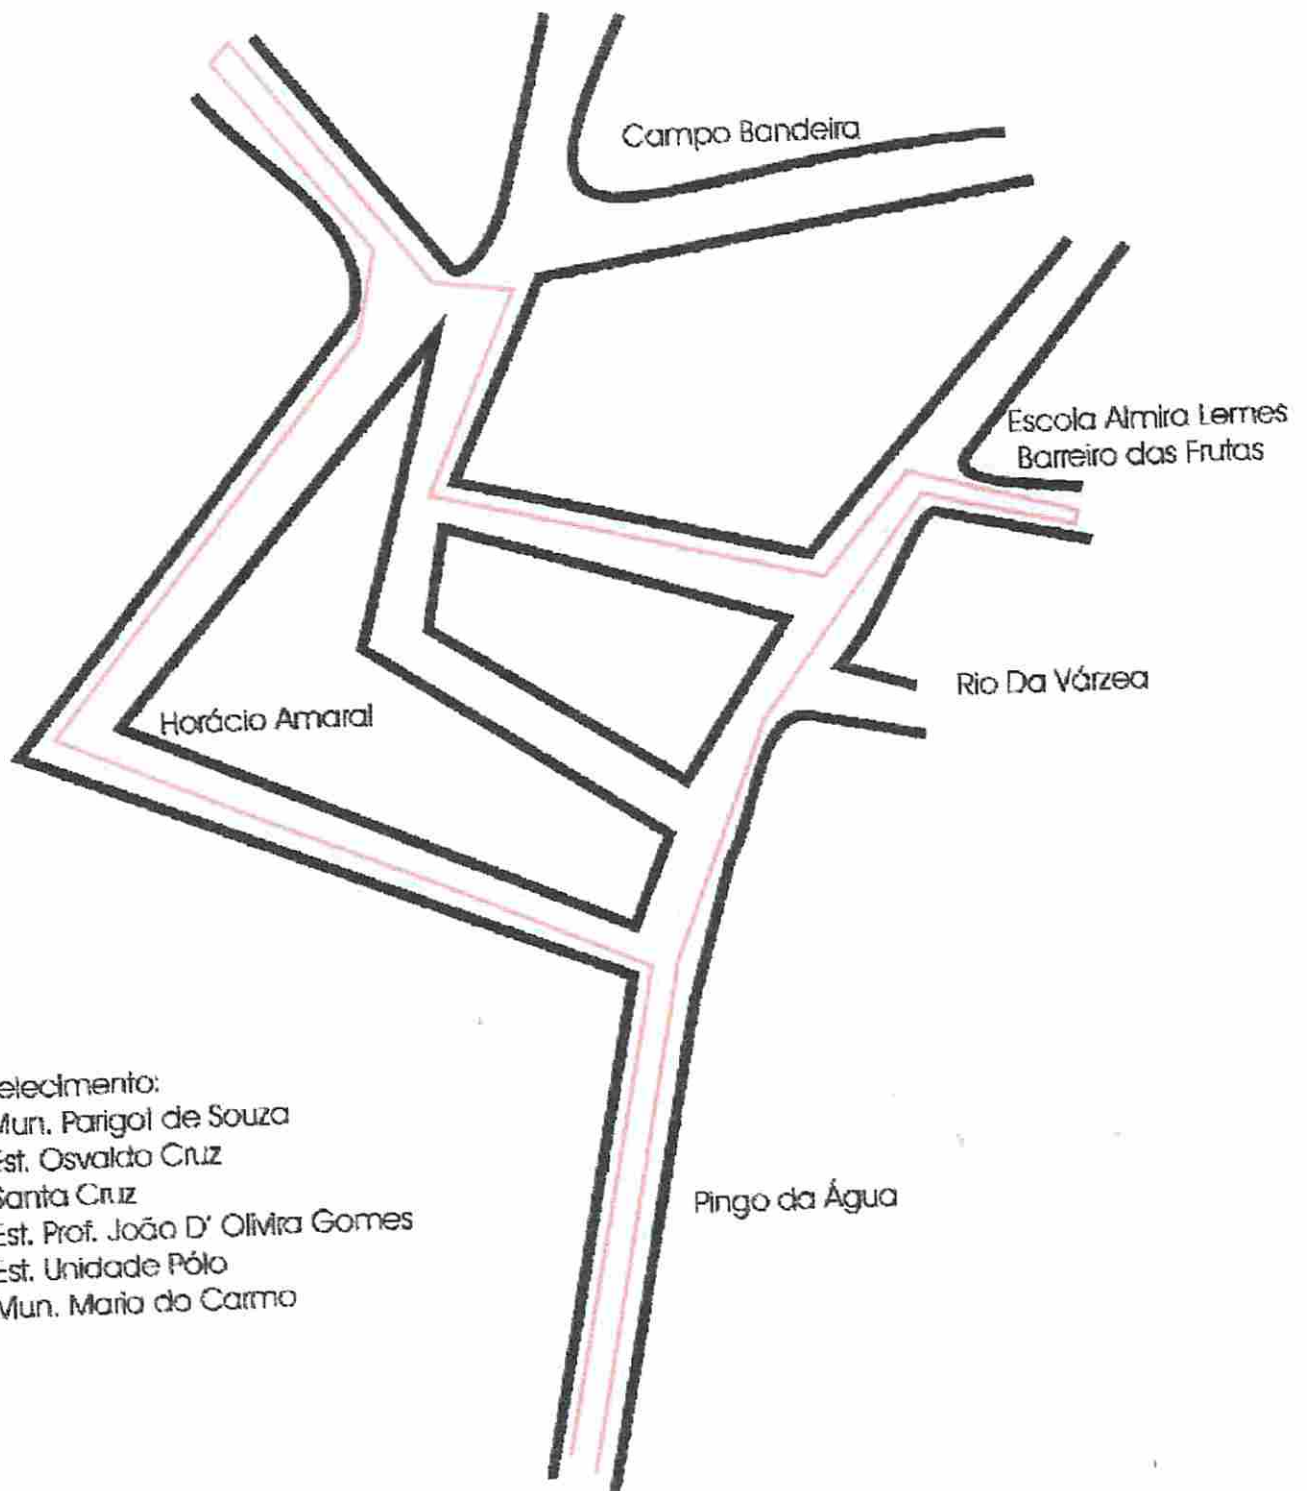 Campo Bandeira
Escola Almira Lemes
Barreiro das Frutas
Rio Da Várzea
Horácio Amaral
Pingo da Água
elecimento:
Mun. Parigot de Souza
Est. Osvaldo Cruz
Santa Cruz
Est. Prof. João D' Olivira Gomes
Est. Unidade Pólo
Mun. Maria do Carmo